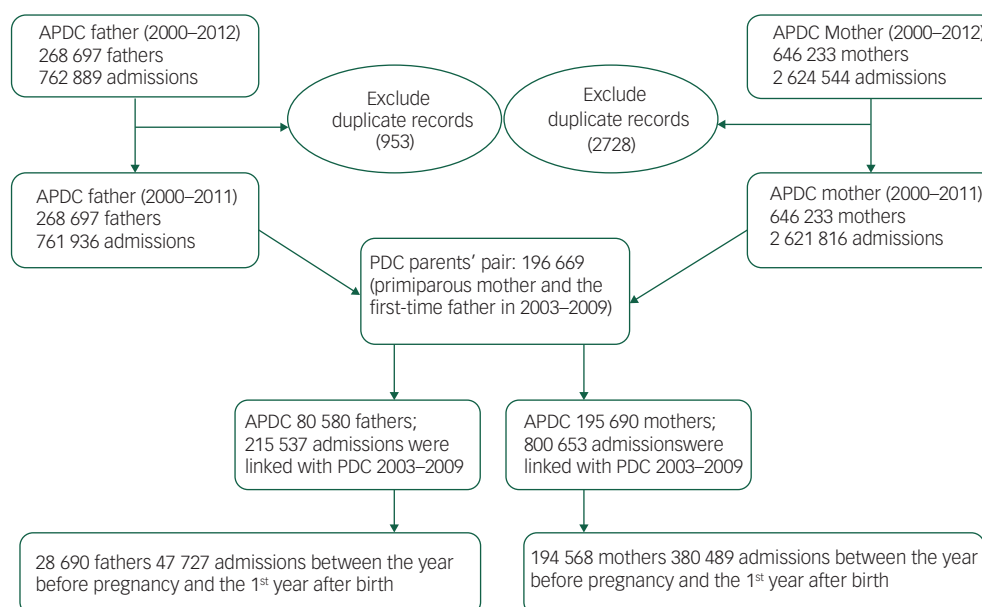 APDC father (2000–2012)
268 697 fathers
762 889 admissions
APDC Mother (2000–2012)
646 233 mothers
2 624 544 admissions
Exclude
duplicate records
(953)
Exclude
duplicate records
(2728)
APDC father (2000–2011)
268 697 fathers
761 936 admissions
APDC mother (2000–2011)
646 233 mothers
2 621 816 admissions
PDC parents’ pair: 196 669
(primiparous mother and the
first-time father in 2003–2009)
APDC 80 580 fathers;
215 537 admissions were
linked with PDC 2003–2009
APDC 195 690 mothers;
800 653 admissionswere
linked with PDC 2003–2009
28 690 fathers 47 727 admissions between the year
before pregnancy and the 1st year after birth
194 568 mothers 380 489 admissions between the year
before pregnancy and the 1st year after birth